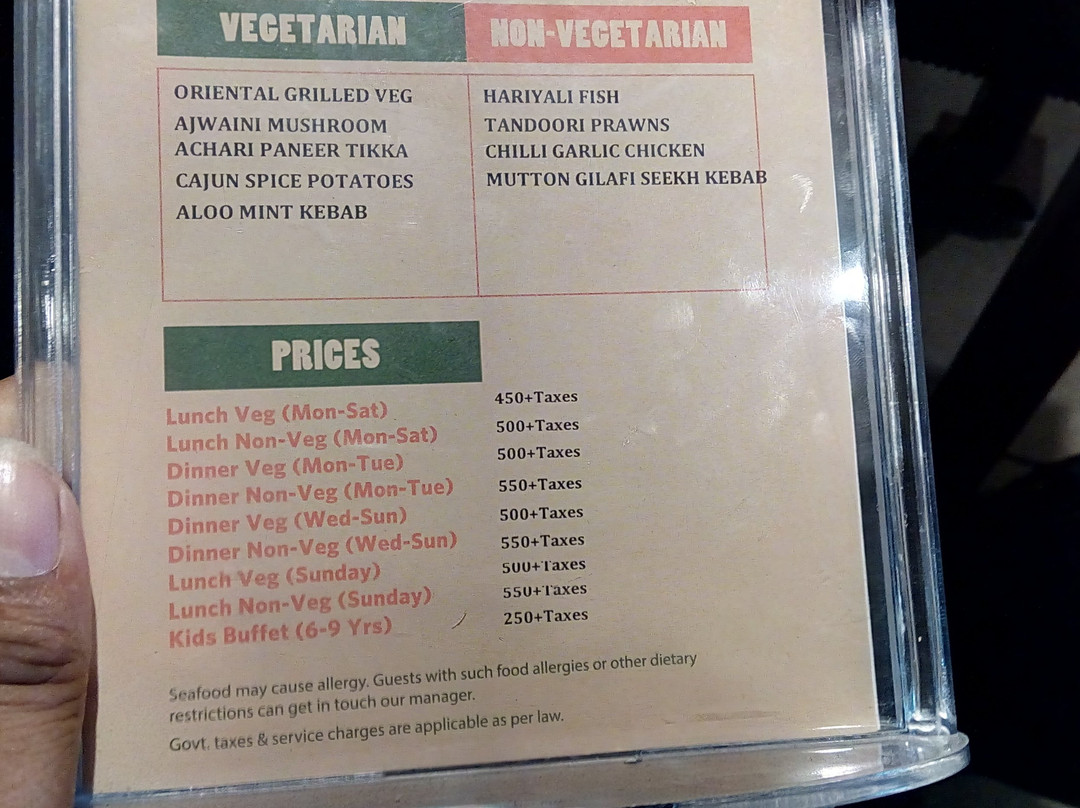 VEGETARIAN
NON-VEGETARIAN
ORIENTAL GRILLED VEG
AJWAINI MUSHROOM
ACHARI PANEER TIKKA
CAJUN SPICE POTATOES
ALOO MINT KEBAB
HARIYALI FISH
TANDOORI PRAWNS
CHILLI GARLIC CHICKEN
MUTTON GILAFI SEEKH KEBAB
PRICES
Lunch Veg (Mon-Sat) 450+Taxes
Lunch Non-Veg (Mon-Sat) 500+Taxes
Dinner Veg (Mon-Tue) 500+Taxes
Dinner Non-Veg (Mon-Tue) 550+Taxes
Dinner Veg (Wed-Sun) 500+Taxes
Dinner Non-Veg (Wed-Sun) 550+Taxes
Lunch Veg (Sunday) 500+Taxes
Lunch Non-Veg (Sunday) 550+Taxes
Kids Buffet (6-9 Yrs) 250+Taxes
Seafood may cause allergy. Guests with such food allergies or other dietary
restrictions can get in touch our manager.
Govt. taxes & service charges are applicable as per law.